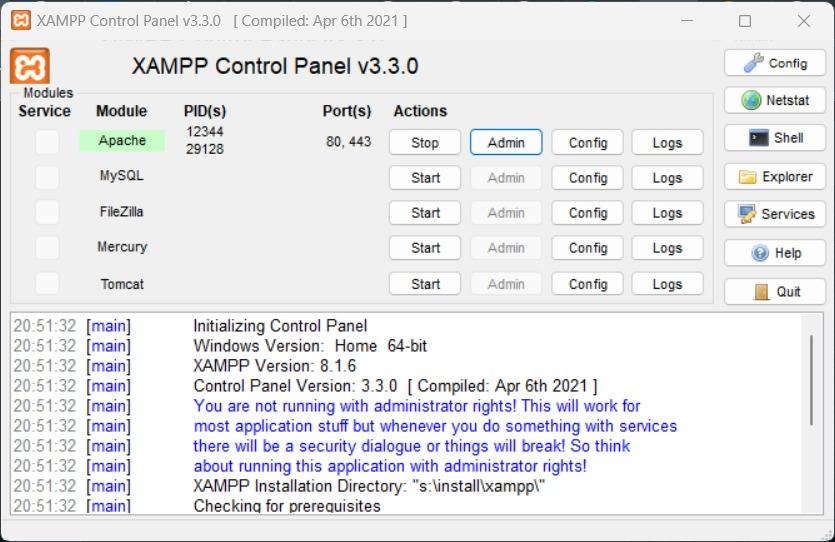 XAMPP Control Panel v3.3.0 [ Compiled: Apr 6th 2021 ]
XAMPP Control Panel v3.3.0
Config
Modules
Service Module PID(s) Port(s) Actions
Netstat
Apache 12344 29128 80, 443 Stop Admin Config Logs
Shell
MySQL Start Admin Config Logs
Explorer
FileZilla Start Admin Config Logs
Services
Mercury Start Admin Config Logs
Help
Tomcat Start Admin Config Logs
Quit
20:51:32 [main] Initializing Control Panel
20:51:32 [main] Windows Version: Home 64-bit
20:51:32 [main] XAMPP Version: 8.1.6
20:51:32 [main] Control Panel Version: 3.3.0 [ Compiled: Apr 6th 2021 ]
20:51:32 [main] You are not running with administrator rights! This will work for
20:51:32 [main] most application stuff but whenever you do something with services
20:51:32 [main] there will be a security dialogue or things will break! So think
20:51:32 [main] about running this application with administrator rights!
20:51:32 [main] XAMPP Installation Directory: "s:\install\xampp\"
20:51:32 [main] Checking for prerequisites